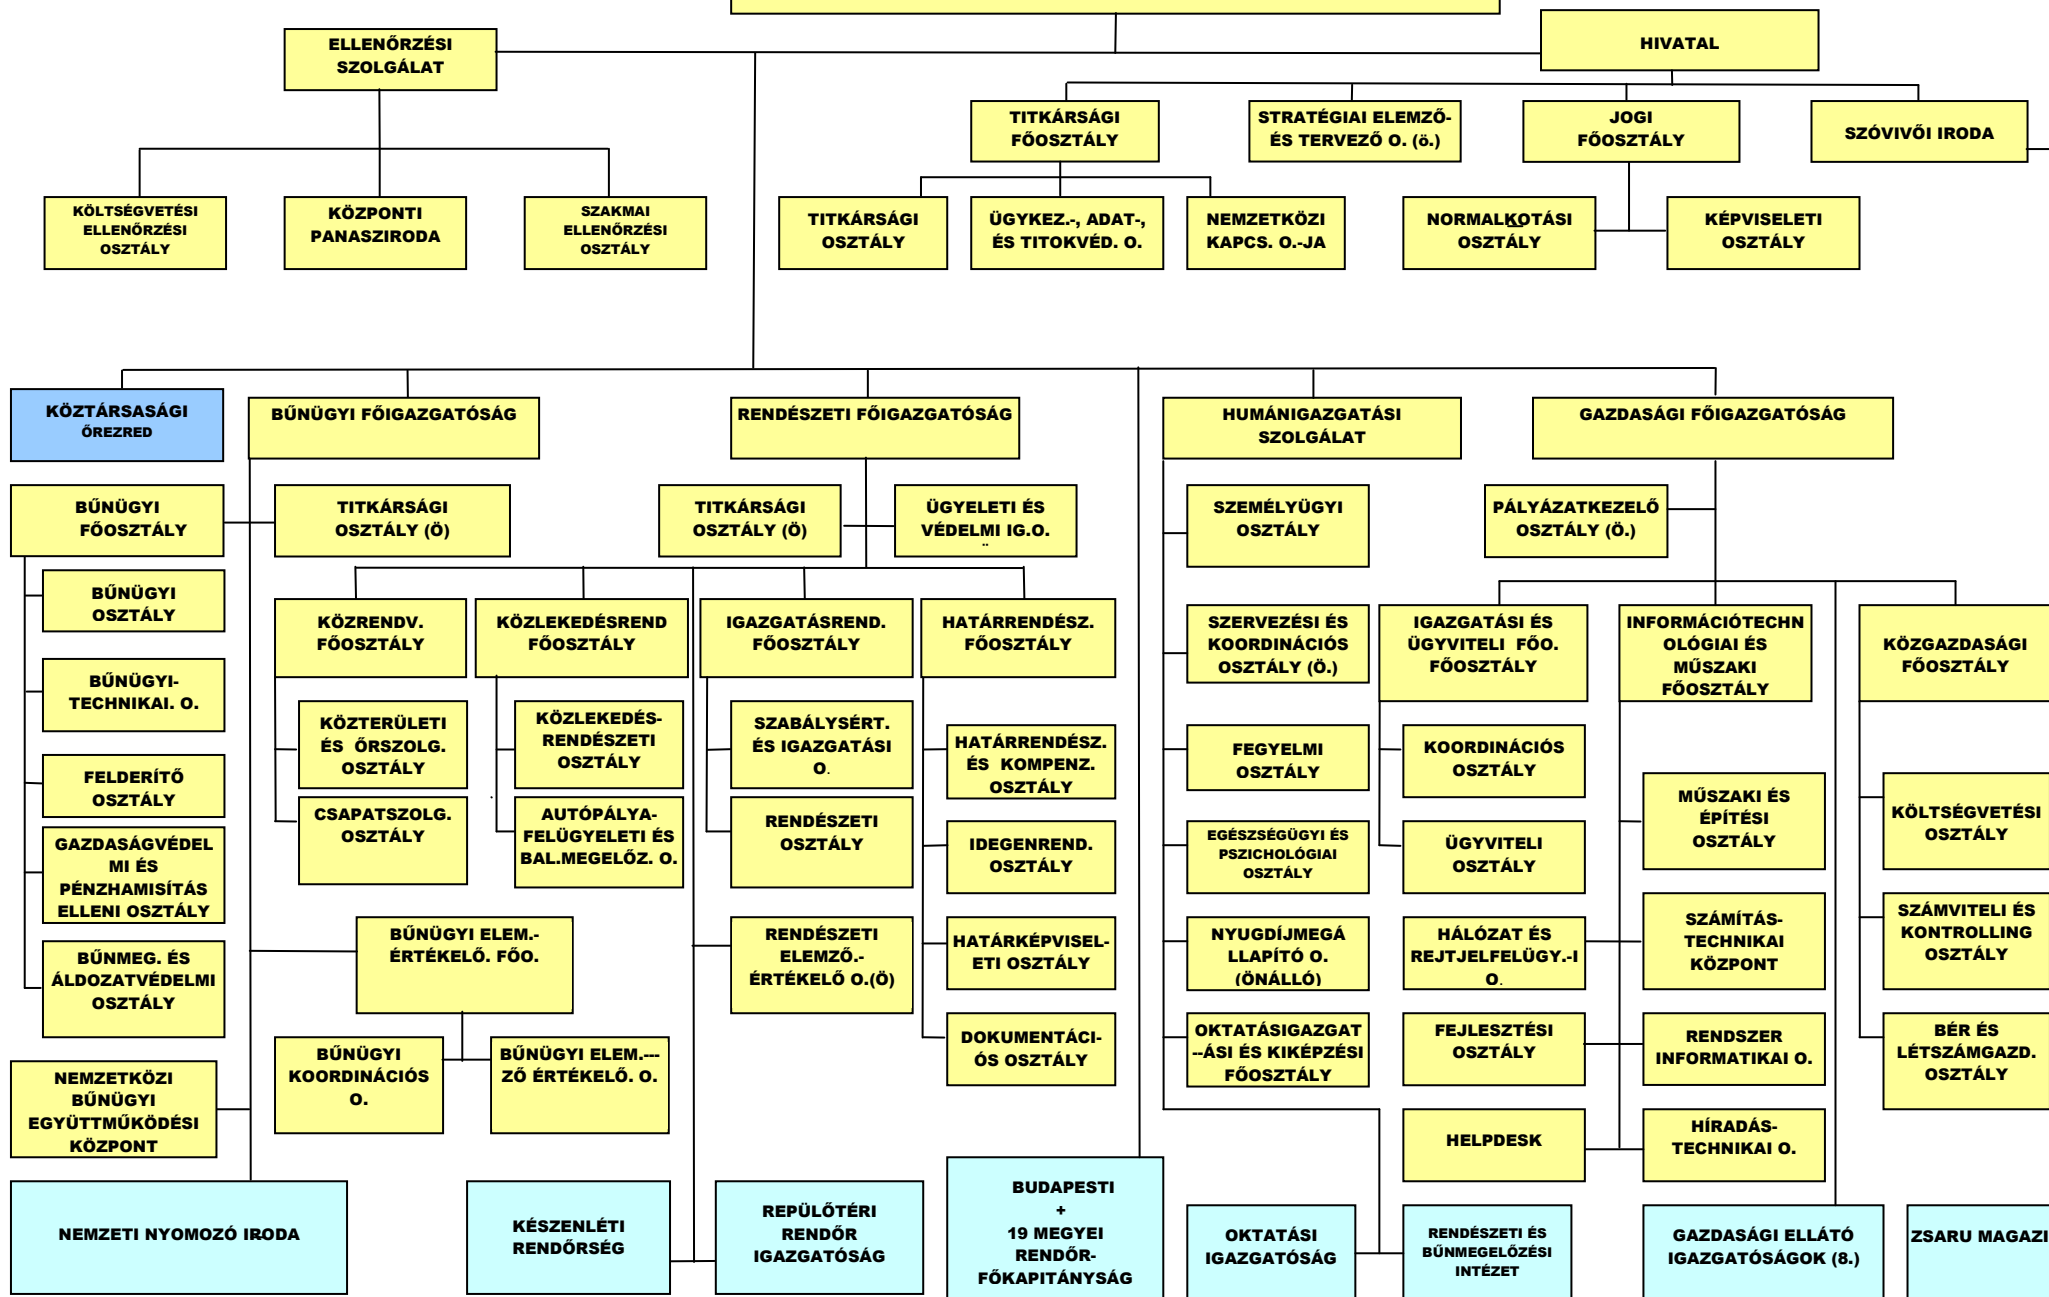 ELLENŐRZÉSI
SZOLGÁLAT
HIVATAL
TITKÁRSÁGI
FŐOSZTÁLY
STRATÉGIAI ELEMZŐ-
ÉS TERVEZŐ O. (ö.)
JOGI
FŐOSZTÁLY
SZÓVIVŐI IRODA
KÖLTSÉGVETÉSI
ELLENŐRZÉSI
OSZTÁLY
KÖZPONTI
PANASZIRODA
SZAKMAI
ELLENŐRZÉSI
OSZTÁLY
TITKÁRSÁGI
OSZTÁLY
ÜGYKEZ.-, ADAT-,
ÉS TITOKVÉD. O.
NEMZETKÖZI
KAPCS. O.-JA
NORMALKOTÁSI
OSZTÁLY
KÉPVISELETI
OSZTÁLY
KÖZTÁRSASÁGI
ŐREZRED
BŰNÜGYI FŐIGAZGATÓSÁG
RENDÉSZETI FŐIGAZGATÓSÁG
HUMÁNIGAZGATÁSI
SZOLGÁLAT
GAZDASÁGI FŐIGAZGATÓSÁG
BŰNÜGYI
FŐOSZTÁLY
TITKÁRSÁGI
OSZTÁLY (Ö)
TITKÁRSÁGI
OSZTÁLY (Ö)
ÜGYELETI ÉS
VÉDELMI IG.O.
SZEMÉLYÜGYI
OSZTÁLY
PÁLYÁZATKEZELŐ
OSZTÁLY (Ö.)
BŰNÜGYI
OSZTÁLY
KÖZRENDV.
FŐOSZTÁLY
KÖZLEKEDÉSREND
FŐOSZTÁLY
IGAZGATÁSREND.
FŐOSZTÁLY
HATÁRRENDÉSZ.
FŐOSZTÁLY
SZERVEZÉSI ÉS
KOORDINÁCIÓS
OSZTÁLY (Ö.)
IGAZGATÁSI ÉS
ÜGYVITELI FŐO.
FŐOSZTÁLY
INFORMÁCIÓTECHN
OLÓGIAI ÉS
MŰSZAKI
FŐOSZTÁLY
KÖZGAZDASÁGI
FŐOSZTÁLY
BŰNÜGYI-
TECHNIKAI. O.
KÖZTERÜLETI
ÉS ŐRSZOLG.
OSZTÁLY
KÖZLEKEDÉS-
RENDÉSZETI
OSZTÁLY
SZABÁLYSÉRT.
ÉS IGAZGATÁSI
O.
HATÁRRENDÉSZ.
ÉS KOMPENZ.
OSZTÁLY
FEGYELMI
OSZTÁLY
KOORDINÁCIÓS
OSZTÁLY
FELDERÍTŐ
OSZTÁLY
CSAPATSZOLG.
OSZTÁLY
AUTÓPÁLYA-
FELÜGYELETI ÉS
BAL.MEGELŐZ. O.
RENDÉSZETI
OSZTÁLY
IDEGENREND.
OSZTÁLY
EGÉSZSÉGÜGYI ÉS
PSZICHOLÓGIAI
OSZTÁLY
ÜGYVITELI
OSZTÁLY
MŰSZAKI ÉS
ÉPÍTÉSI
OSZTÁLY
KÖLTSÉGVETÉSI
OSZTÁLY
GAZDASÁGVÉDEL
MI ÉS
PÉNZHAMISÍTÁS
ELLENI OSZTÁLY
BŰNÜGYI ELEM.-
ÉRTÉKELŐ. FŐO.
RENDÉSZETI
ELEMZŐ.-
ÉRTÉKELŐ O.(Ö)
HATÁRKÉPVISEL-
ETI OSZTÁLY
NYUGDÍJMEGÁ
LLAPÍTÓ O.
(ÖNÁLLÓ)
HÁLÓZAT ÉS
REJTJELFELÜGY.-I
O.
SZÁMÍTÁS-
TECHNIKAI
KÖZPONT
SZÁMVITELI ÉS
KONTROLLING
OSZTÁLY
BŰNMEG. ÉS
ÁLDOZATVÉDELMI
OSZTÁLY
BŰNÜGYI
KOORDINÁCIÓS
O.
BŰNÜGYI ELEM.---
ZŐ ÉRTÉKELŐ. O.
DOKUMENTÁCI-
ÓS OSZTÁLY
OKTATÁSIGAZGAT
--ÁSI ÉS KIKÉPZÉSI
FŐOSZTÁLY
FEJLESZTÉSI
OSZTÁLY
RENDSZER
INFORMATIKAI O.
BÉR ÉS
LÉTSZÁMGAZD.
OSZTÁLY
NEMZETKÖZI
BŰNÜGYI
EGYÜTTMŰKÖDÉSI
KÖZPONT
HELPDESK
HÍRADÁS-
TECHNIKAI O.
NEMZETI NYOMOZÓ IRODA
KÉSZENLÉTI
RENDŐRSÉG
REPÜLŐTÉRI
RENDŐR
IGAZGATÓSÁG
BUDAPESTI
+
19 MEGYEI
RENDŐR-
FŐKAPITÁNYSÁG
OKTATÁSI
IGAZGATÓSÁG
RENDÉSZETI ÉS
BŰNMEGELŐZÉSI
INTÉZET
GAZDASÁGI ELLÁTÓ
IGAZGATÓSÁGOK (8.)
ZSARU MAGAZI